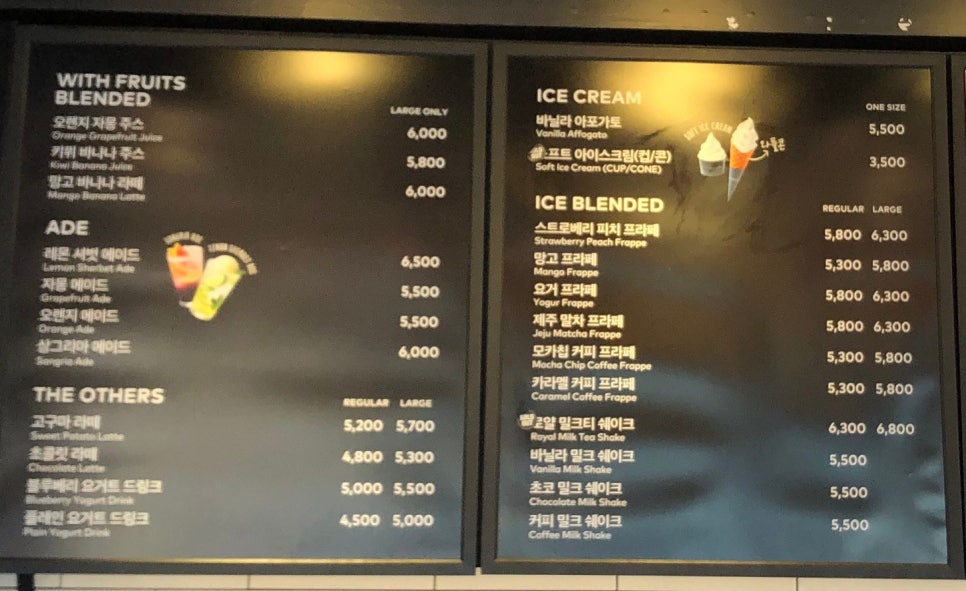 WITH FRUITS
BLENDED
LARGE ONLY
오렌지 자몽 주스 6,000
Orange Grapefruit Juice
키위 바나나 주스 5,800
Kiwi Banana Juice
망고 바나나 라떼 6,000
Mango Banana Latte
ADE
레몬 셔벗 에이드 6,500
Lemon Sherbet Ade
자몽 에이드 5,500
Grapefruit Ade
오렌지 에이드 5,500
Orange Ade
샹그리아 에이드 6,000
Sangria Ade
THE OTHERS
REGULAR LARGE
고구마 라떼 5,200 5,700
Sweet Potato Latte
초콜릿 라떼 4,800 5,300
Chocolate Latte
블루베리 요거트 드링크 5,000 5,500
Blueberry Yogurt Drink
플레인 요거트 드링크 4,500 5,000
Plain Yogurt Drink
ICE CREAM
ONE SIZE
바닐라 아포가토 5,500
Vanilla Affogato
프트 아이스크림(컵/콘) 3,500
Soft Ice Cream (CUP/CONE)
SOFT ICE CREAM
ICE BLENDED
REGULAR LARGE
스트로베리 피치 프라페 5,800 6,300
Strawberry Peach Frappe
망고 프라페 5,300 5,800
Mango Frappe
요거 프라페 5,800 6,300
Yogur Frappe
제주 말차 프라페 5,800 6,300
Jeju Matcha Frappe
모카칩 커피 프라페 5,300 5,800
Mocha Chip Coffee Frappe
카라멜 커피 프라페 5,300 5,800
Caramel Coffee Frappe
로얄 밀크티 쉐이크 6,300 6,800
Royal Milk Tea Shake
바닐라 밀크 쉐이크 5,500
Vanilla Milk Shake
초코 밀크 쉐이크 5,500
Chocolate Milk Shake
커피 밀크 쉐이크 5,500
Coffee Milk Shake